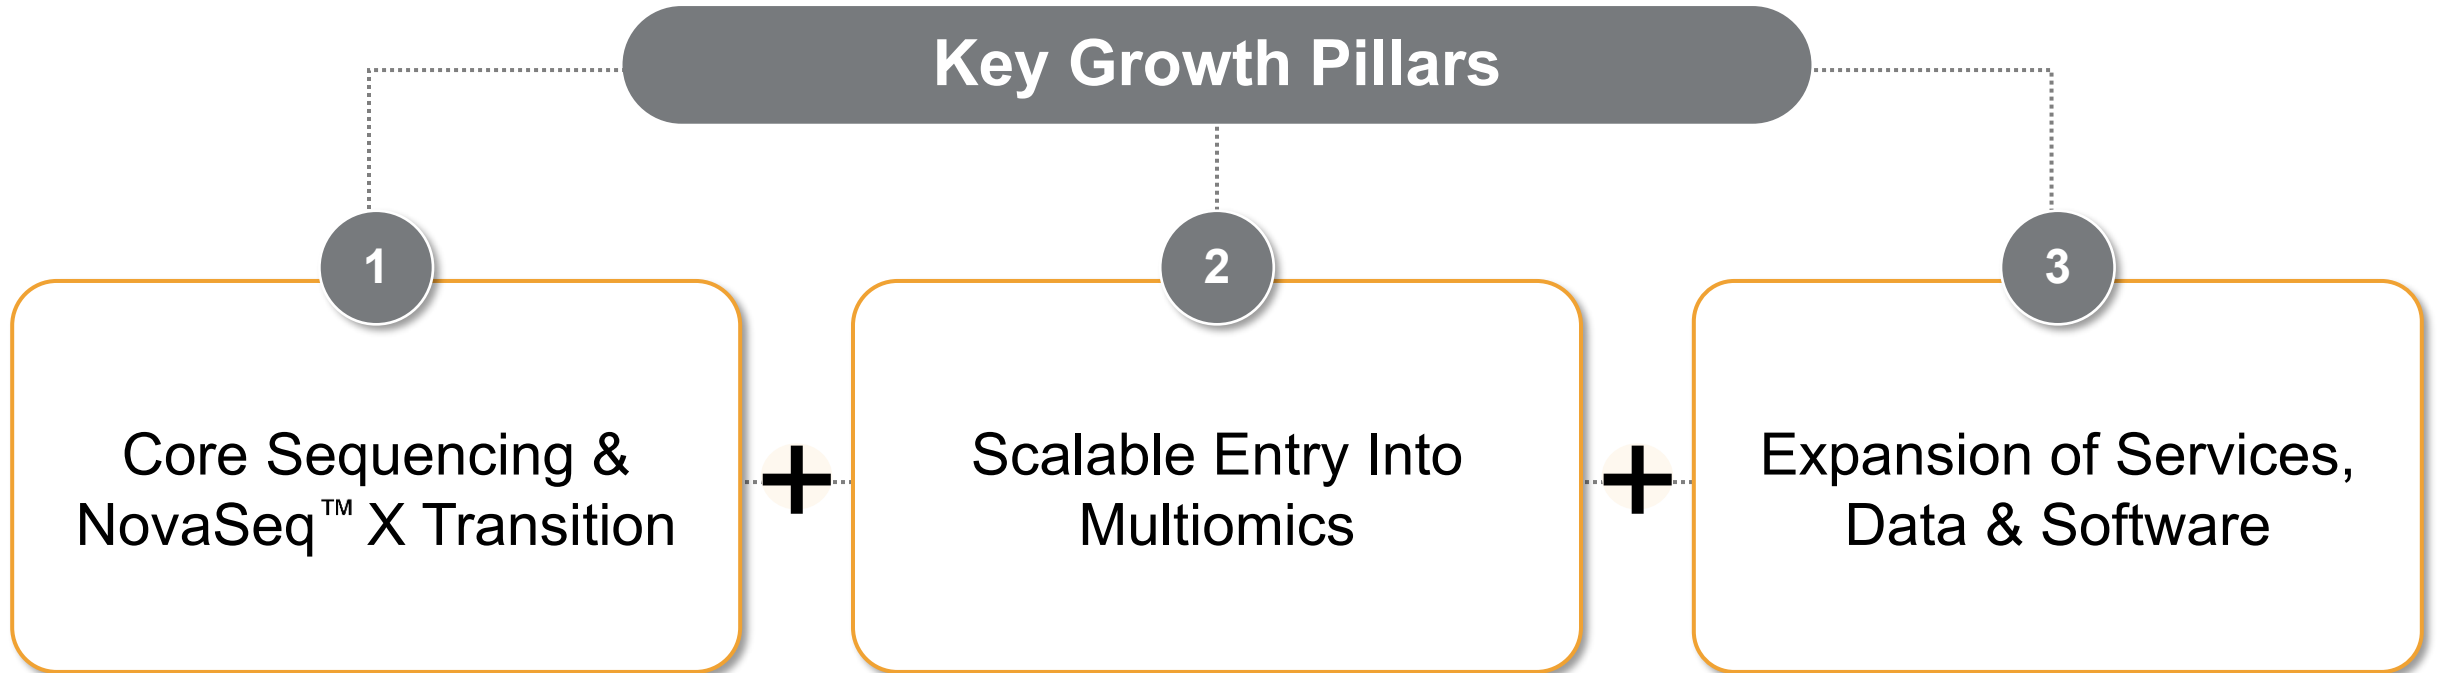 Key Growth Pillars
1
2
3
Core Sequencing &
NovaSeq™ X Transition
+
Scalable Entry Into
Multiomics
+
Expansion of Services,
Data & Software